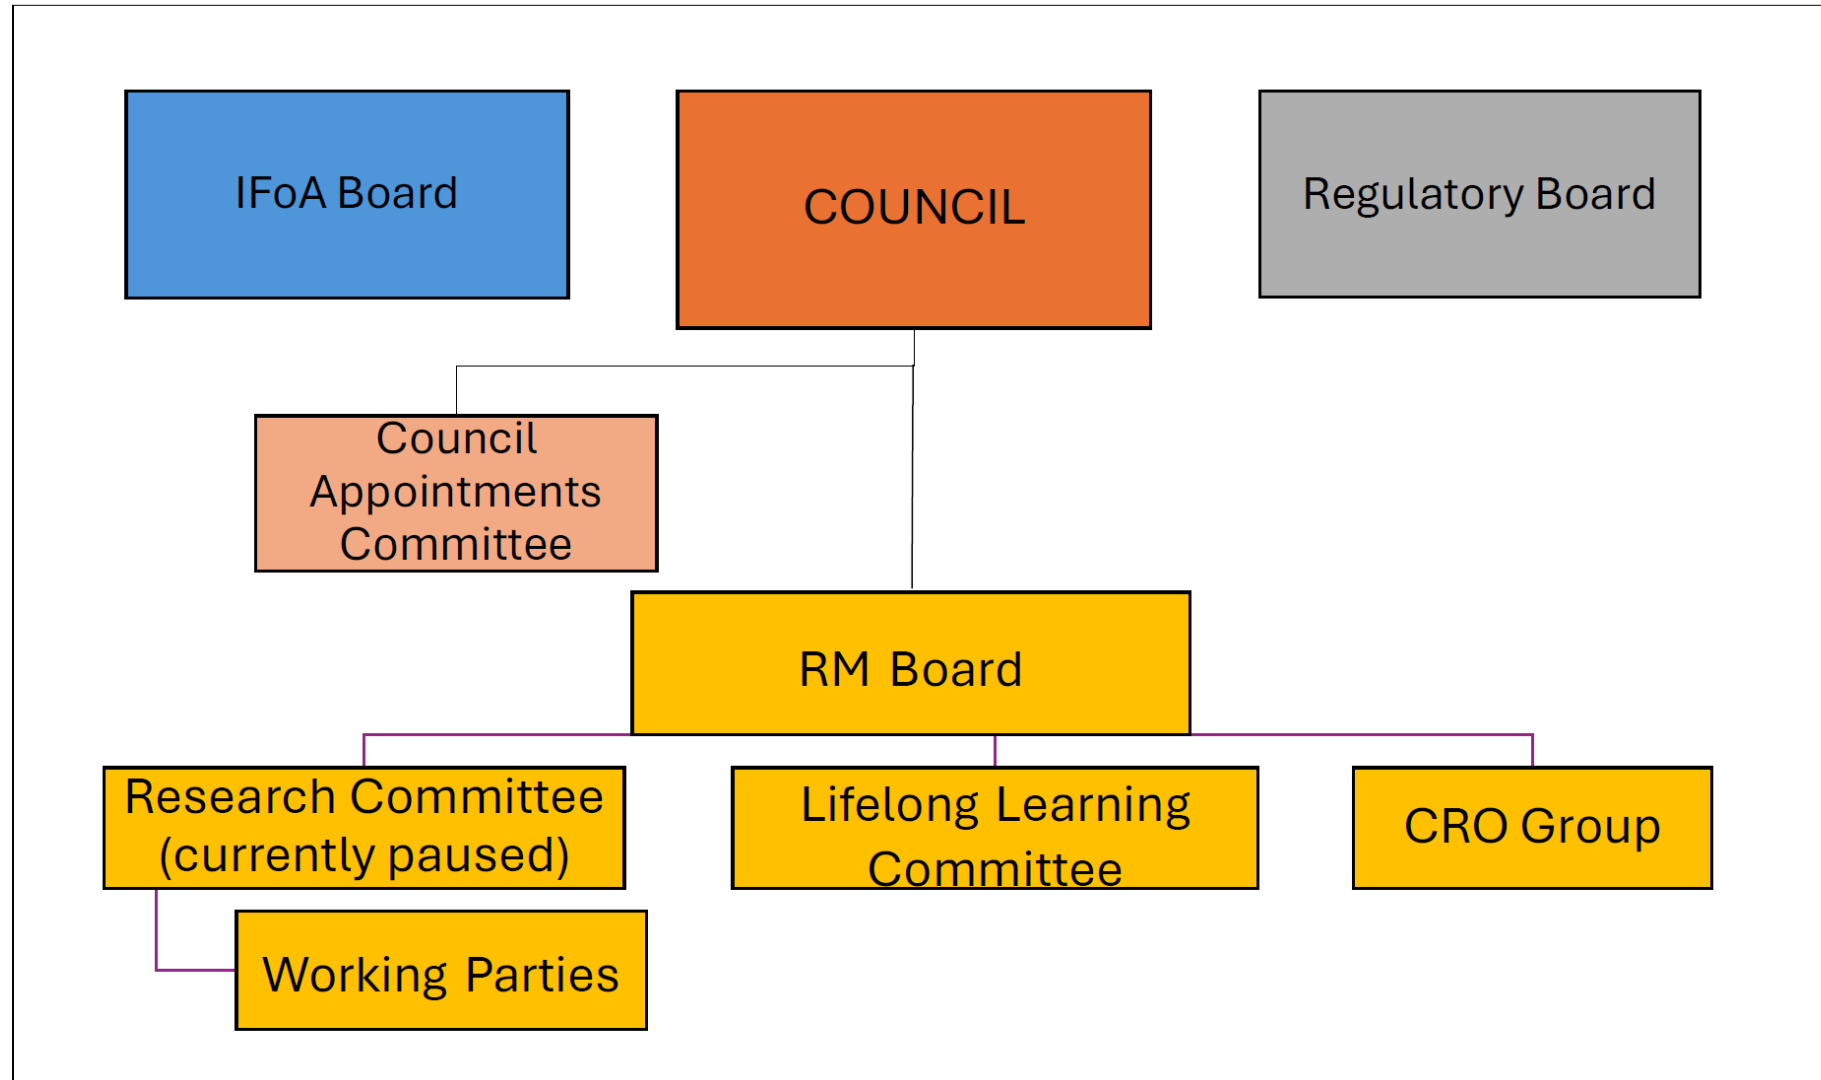 IFoA Board
COUNCIL
Regulatory Board
Council
Appointments
Committee
RM Board
Research Committee
(currently paused)
Lifelong Learning
Committee
CRO Group
Working Parties